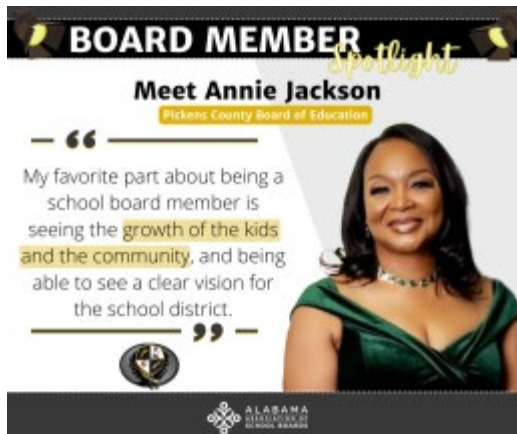 BOARD MEMBER
Spotlight
Meet Annie Jackson
Pickens County Board of Education
“
My favorite part about being a
school board member is
seeing the growth of the kids
and the community, and being
able to see a clear vision for
the school district.
”
ALABAMA
ASSOCIATION OF
SCHOOL BOARDS